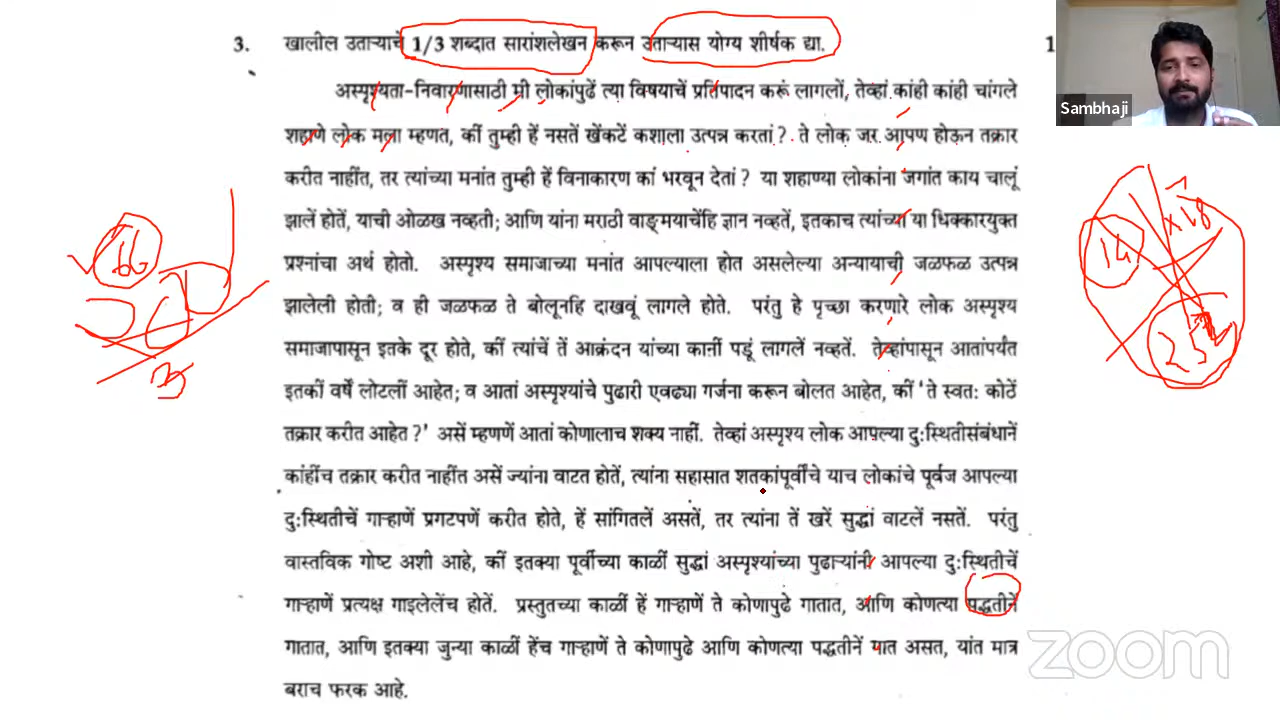 3. खालील उताऱ्याचे 1/3 शब्दात सारांशलेखन करून उताऱ्यास योग्य शीर्षक द्या. 1
अस्पृश्यता-निवारणासाठी मी लोकांपुढें त्या विषयाचें प्रतिपादन करूं लागलों, तेव्हां कांही कांही चांगले
शहाणे लोक मला म्हणत, कीं तुम्ही हें नसतें खेंकटें कशाला उत्पन्न करतां? ते लोक जर आपण होऊन तक्रार
करीत नाहींत, तर त्यांच्या मनांत तुम्ही हें विनाकारण कां भरवून देतां? या शहाण्या लोकांना जगांत काय चालूं
झालें होतें, याची ओळख नव्हती; आणि यांना मराठी वाङ्मयाचेंहि ज्ञान नव्हतें, इतकाच त्यांच्या या धिक्कारयुक्त
प्रश्नांचा अर्थ होतो. अस्पृश्य समाजाच्या मनांत आपल्याला होत असलेल्या अन्यायाची जळफळ उत्पन्न
झालेली होती; व ही जळफळ ते बोलूनहि दाखवूं लागले होते. परंतु हे पृच्छा करणारे लोक अस्पृश्य
समाजापासून इतके दूर होते, कीं त्यांचें तें आक्रंदन यांच्या कानीं पडूं लागलें नव्हतें. तेव्हांपासून आतांपर्यंत
इतकीं वर्षें लोटलीं आहेत; व आतां अस्पृश्यांचे पुढारी एवढ्या गर्जना करून बोलत आहेत, कीं 'ते स्वतः कोठें
तक्रार करीत आहेत?' असें म्हणणें आतां कोणालाच शक्य नाहीं. तेव्हां अस्पृश्य लोक आपल्या दुःस्थितीसंबंधानें
कांहींच तक्रार करीत नाहींत असें ज्यांना वाटत होतें, त्यांना सहासात शतकांपूर्वींचे याच लोकांचे पूर्वज आपल्या
दुःस्थितीचें गाऱ्हाणें प्रगटपणें करीत होते, हें सांगितलें असतें, तर त्यांना तें खरें सुद्धां वाटलें नसतें. परंतु
वास्तविक गोष्ट अशी आहे, कीं इतक्या पूर्वीच्या काळीं सुद्धां अस्पृश्यांच्या पुढाऱ्यांनी आपल्या दुःस्थितीचें
गाऱ्हाणें प्रत्यक्ष गाइलेलेंच होतें. प्रस्तुतच्या काळीं हें गाऱ्हाणें ते कोणापुढे गातात, आणि कोणत्या पद्धतीनें
गातात, आणि इतक्या जुन्या काळीं हेंच गाऱ्हाणें ते कोणापुढे आणि कोणत्या पद्धतीनें गात असत, यांत मात्र
बराच फरक आहे.
Sambhaji
14
x 18
252
zoom